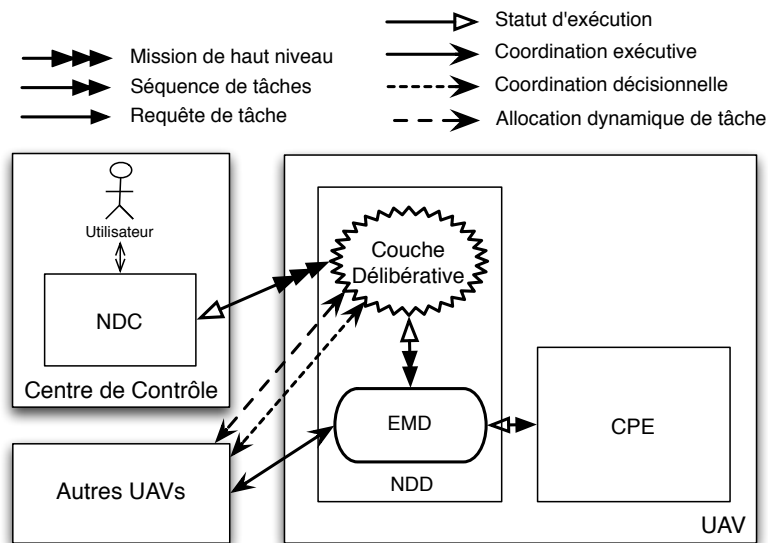 Statut d'exécution
Mission de haut niveau
Coordination exécutive
Séquence de tâches
Coordination décisionnelle
Requête de tâche
Allocation dynamique de tâche
Utilisateur
NDC
Centre de Contrôle
Autres UAVs
Couche
Délibérative
EMD
NDD
CPE
UAV